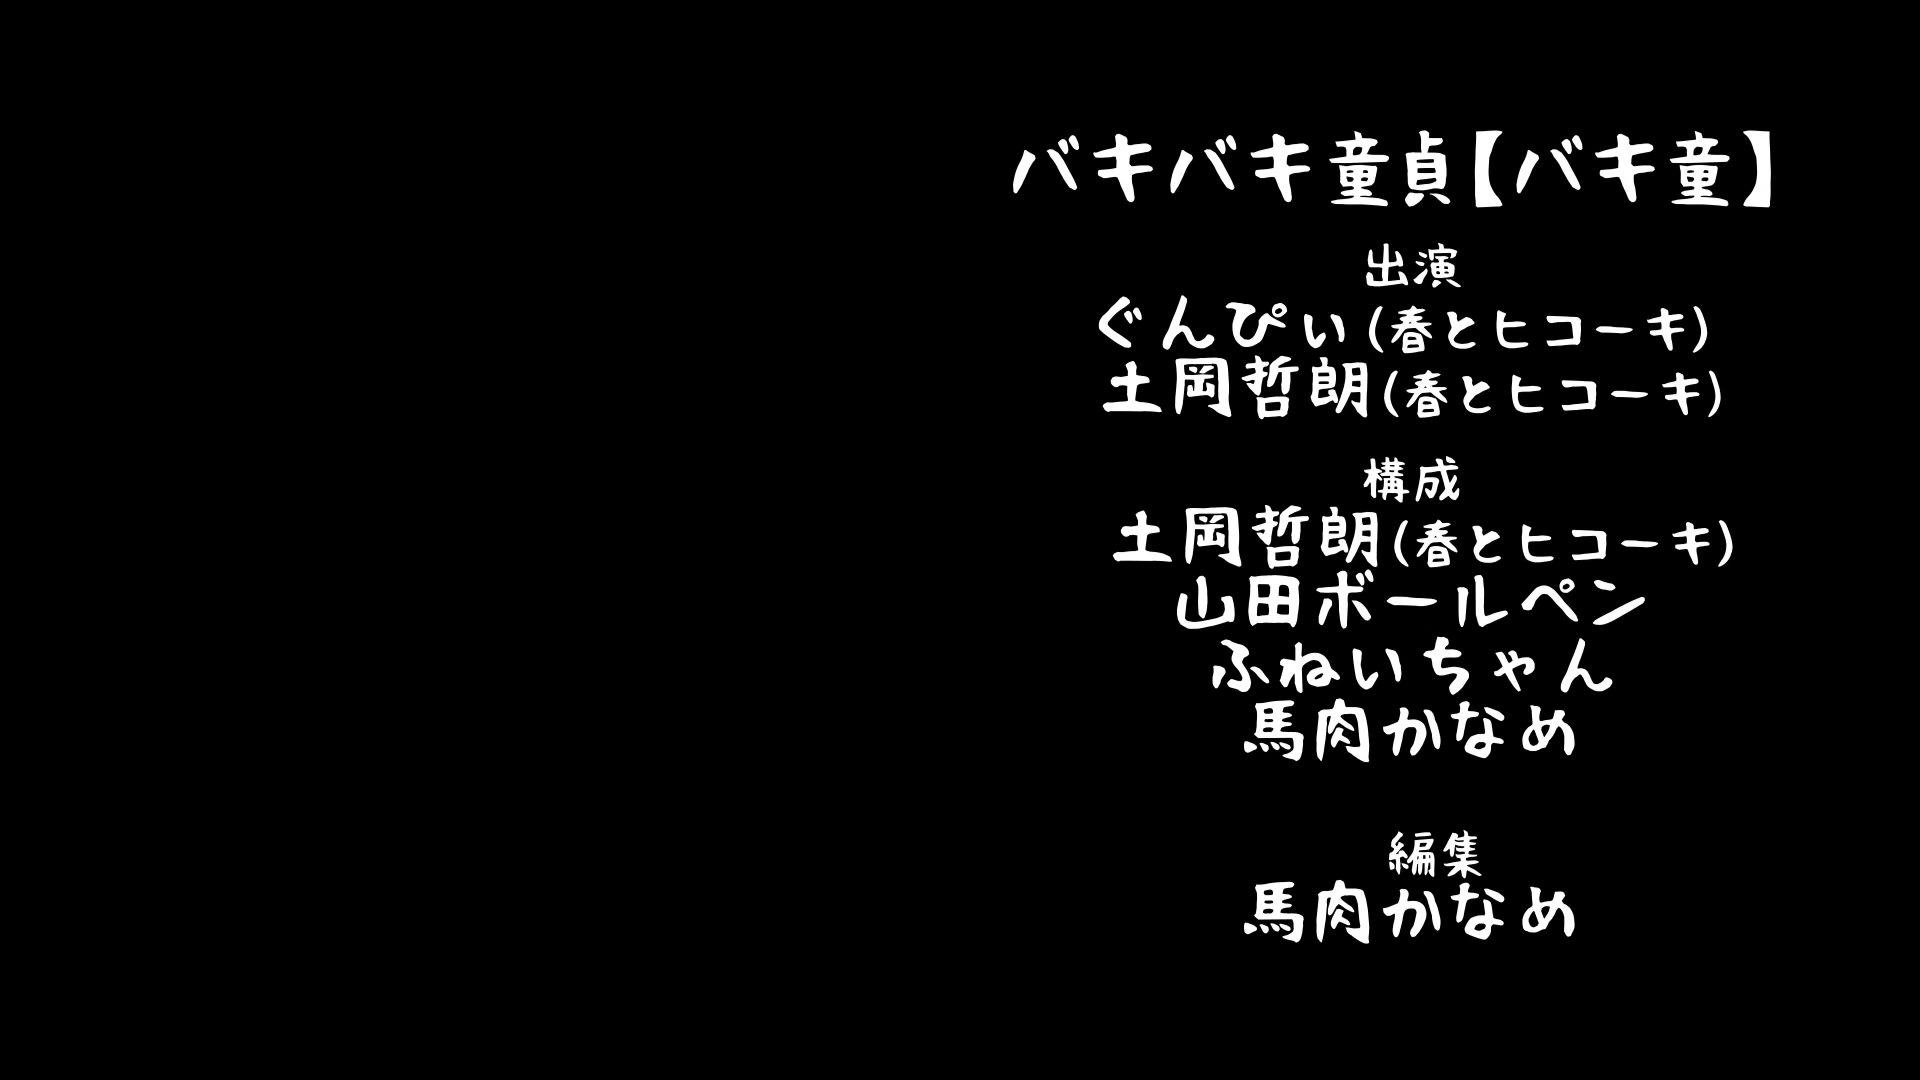 バキバキ童貞【バキ童】
出演
ぐんぴぃ(春とヒコーキ)
土岡哲朗(春とヒコーキ)
構成
土岡哲朗(春とヒコーキ)
山田ボールペン
ふねいちゃん
馬肉かなめ
編集
馬肉かなめ